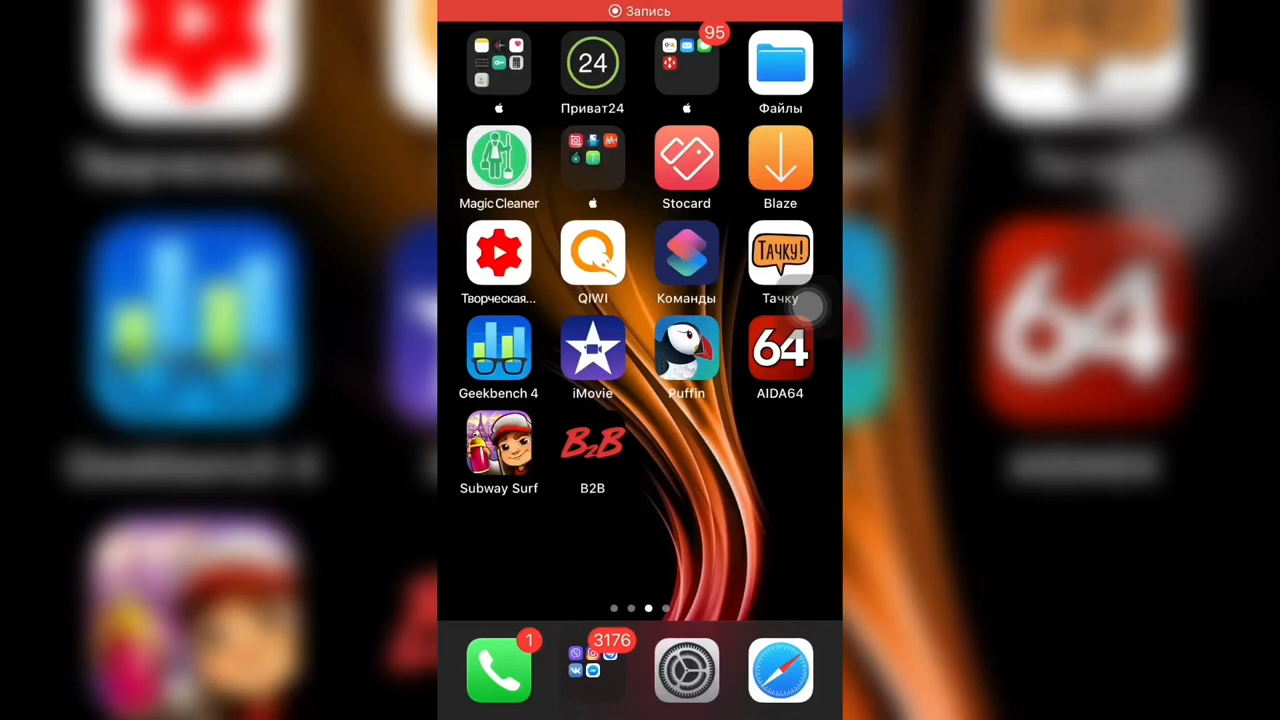 Запись
95
24
Приват24
Файлы
Magic Cleaner
Stocard
Blaze
ТАЧКУ!
Творческая...
QIWI
Команды
Тачку
64
Geekbench 4
iMovie
Puffin
AIDA64
B2B
Subway Surf
B2B
1
3176
64